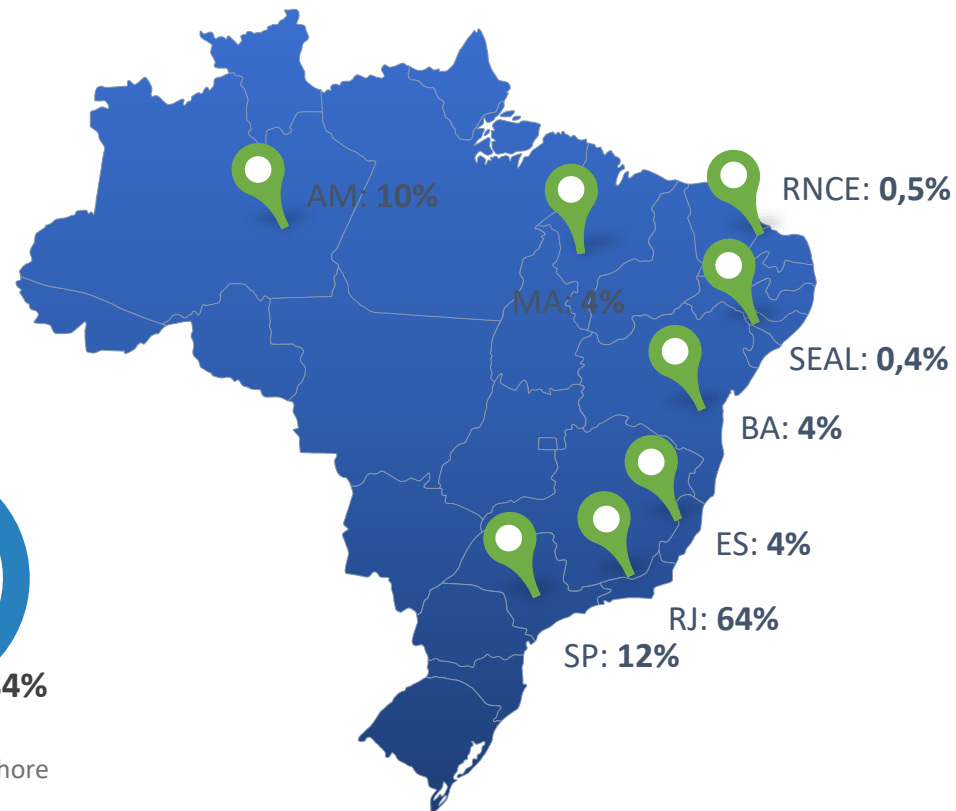 AM: 10%
RNCE: 0,5%
MA: 4%
SEAL: 0,4%
BA: 4%
ES: 4%
RJ: 64%
SP: 12%
4%
hore